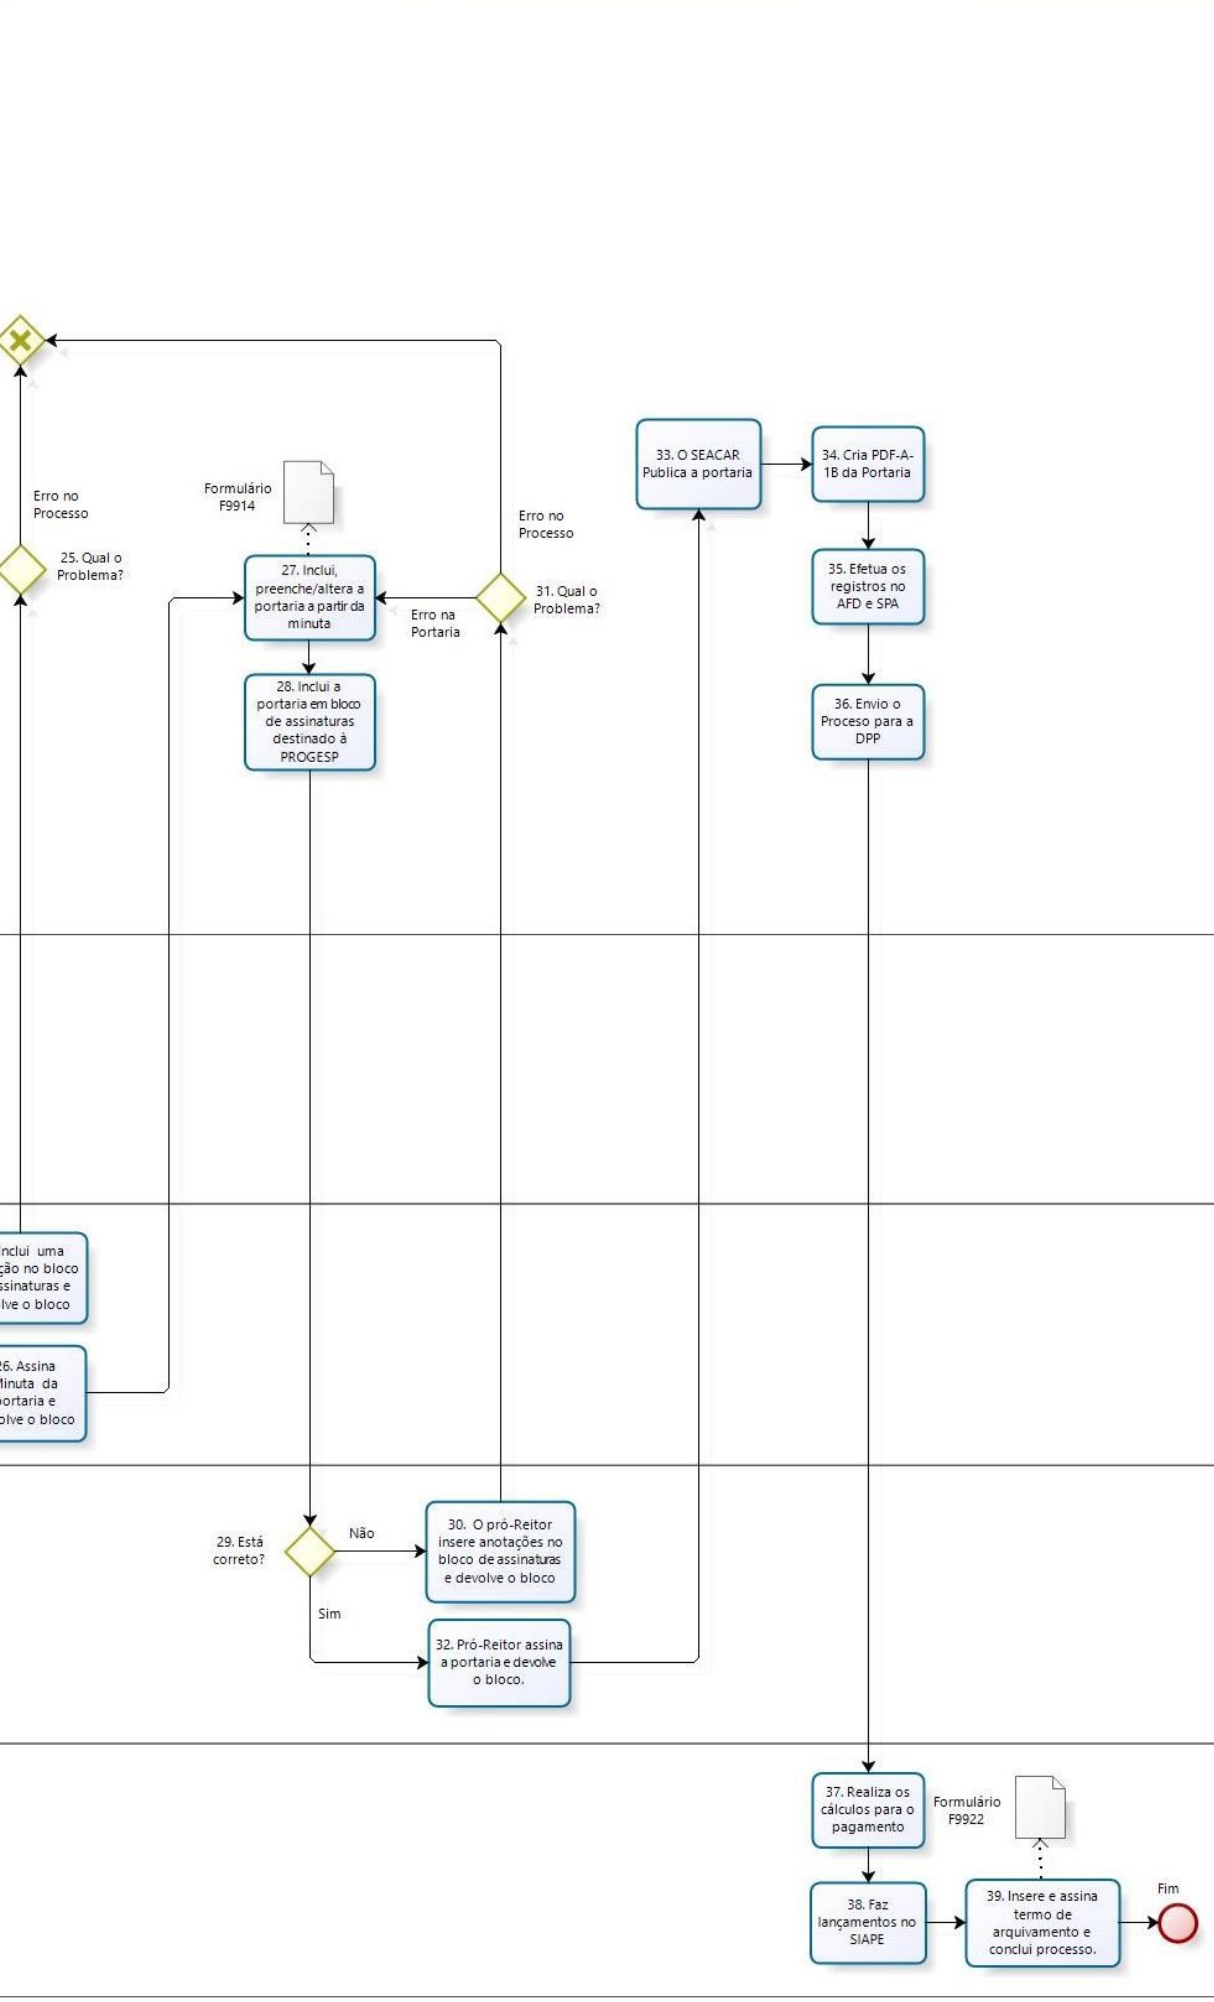 Erro no
Processo
25. Qual o
Problema?
Formulário
F9914
27. Inclui,
preenche/altera a
portaria a partir da
minuta
28. Inclui a
portaria em bloco
de assinaturas
destinado à
PROGESP
Erro na
Portaria
Erro no
Processo
31. Qual o
Problema?
33. O SEACAR
Publica a portaria
34. Cria PDF-A-
1B da Portaria
35. Efetua os
registros no
AFD e SPA
36. Envio o
Proceso para a
DPP
nclui uma
ção no bloco
ssinaturas e
lve o bloco
26. Assina
Minuta da
portaria e
olve o bloco
29. Está
correto?
Não
Sim
30. O pró-Reitor
insere anotações no
bloco de assinaturas
e devolve o bloco
32. Pró-Reitor assina
a portaria e devolve
o bloco.
37. Realiza os
cálculos para o
pagamento
Formulário
F9922
38. Faz
lançamentos no
SIAPE
39. Insere e assina
termo de
arquivamento e
conclui processo.
Fim